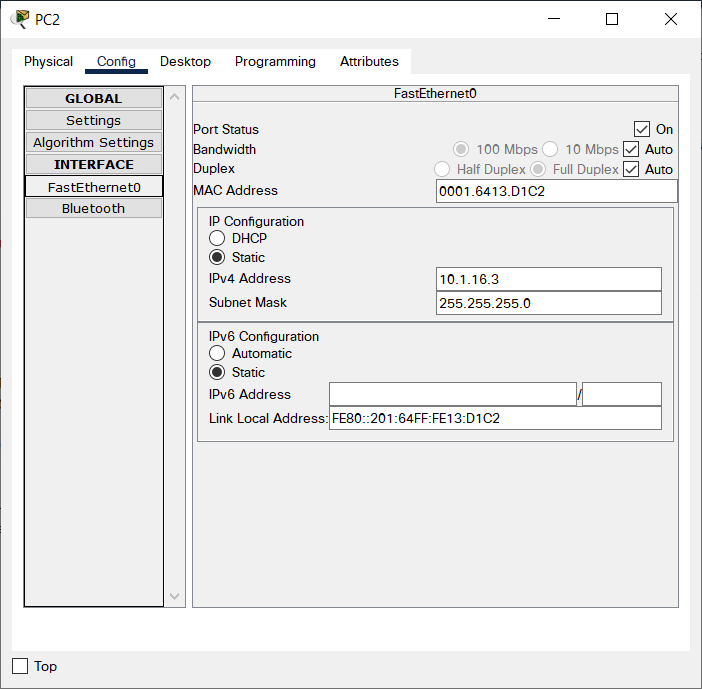 PC2
Physical Config Desktop Programming Attributes
GLOBAL
Settings
Algorithm Settings
INTERFACE
FastEthernet0
Bluetooth
FastEthernet0
Port Status On
Bandwidth 100 Mbps 10 Mbps Auto
Duplex Half Duplex Full Duplex Auto
MAC Address 0001.6413.D1C2
IP Configuration
DHCP
Static
IPv4 Address 10.1.16.3
Subnet Mask 255.255.255.0
IPv6 Configuration
Automatic
Static
IPv6 Address /
Link Local Address: FE80::201:64FF:FE13:D1C2
Top